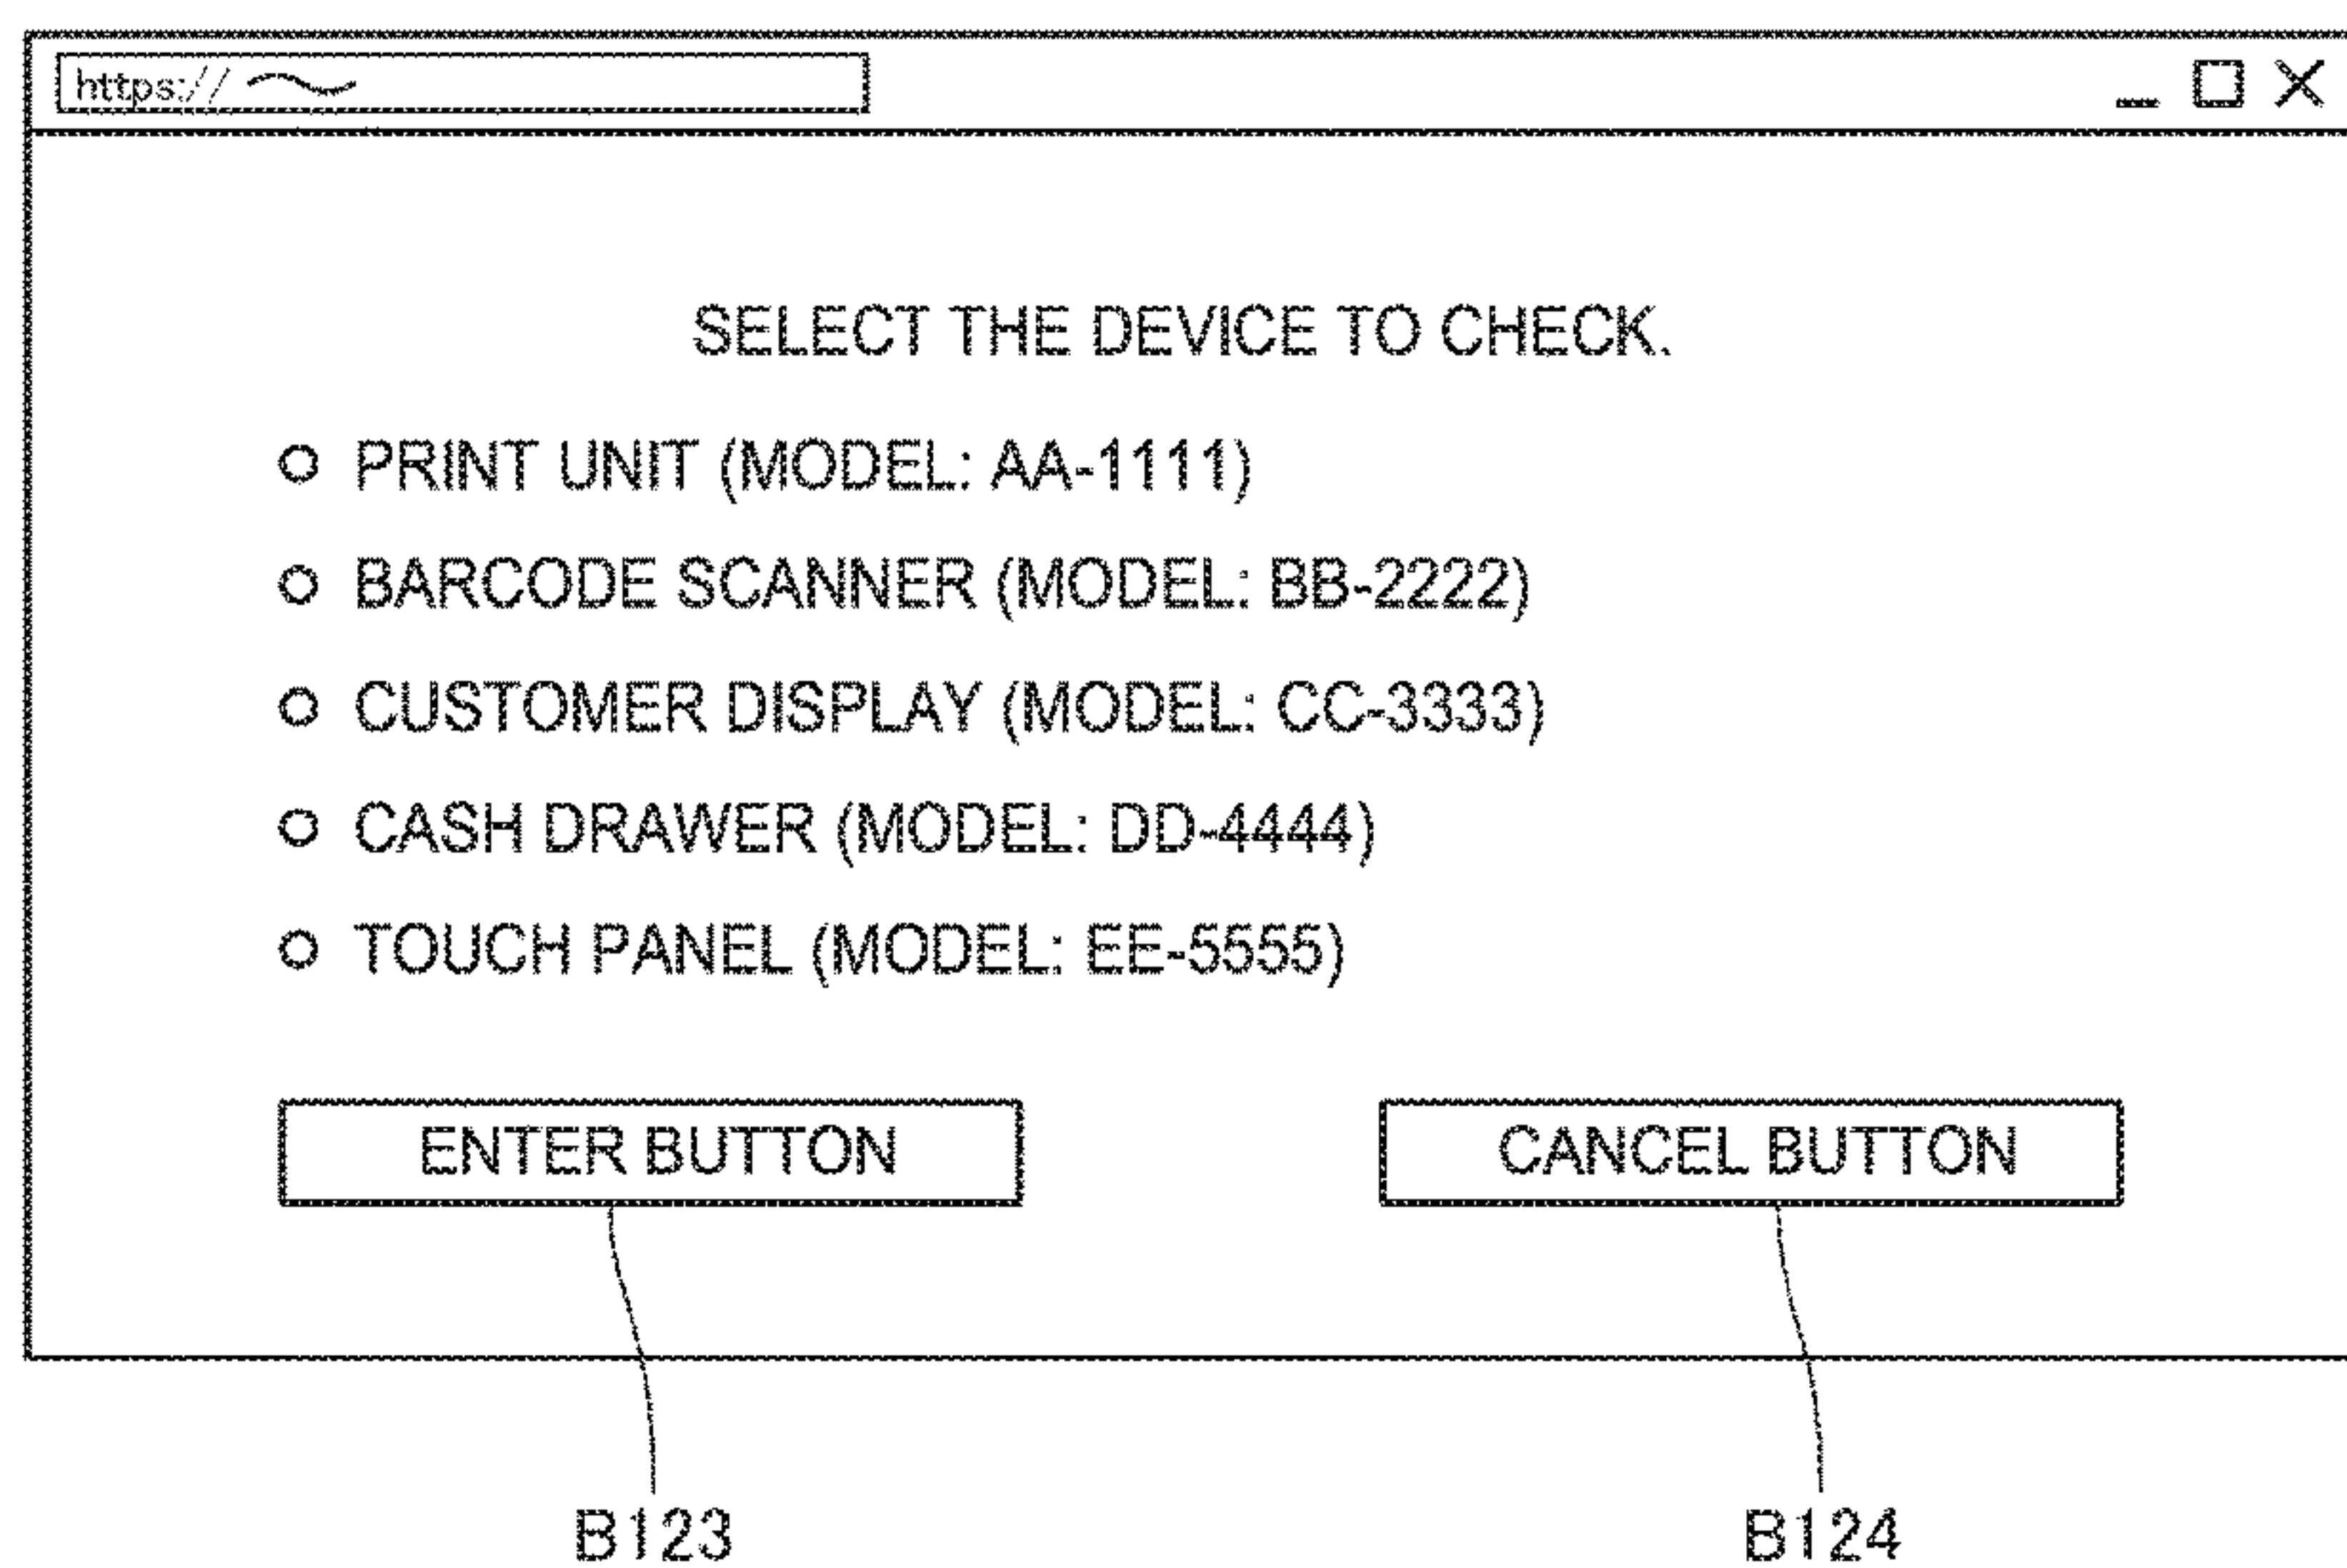 https://
SELECT THE DEVICE TO CHECK.
PRINT UNIT (MODEL: AA-1111)
BARCODE SCANNER (MODEL: BB-2222)
CUSTOMER DISPLAY (MODEL: CC-3333)
CASH DRAWER (MODEL: DD-4444)
TOUCH PANEL (MODEL: EE-5555)
ENTER BUTTON CANCEL BUTTON
B123 B124